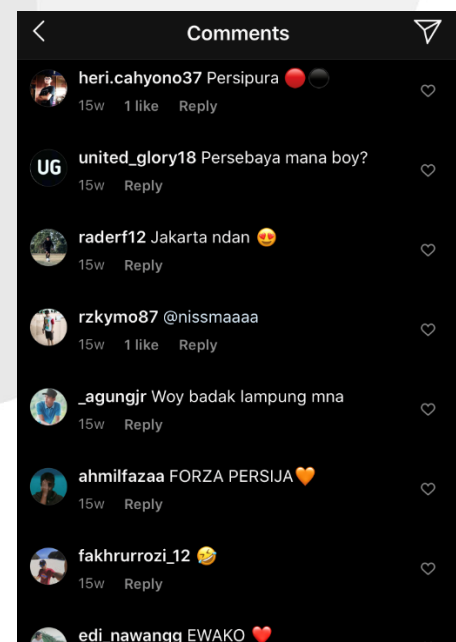 Comments
heri.cahyono37 Persipura 🔴⚫
15w 1 like Reply
UG
united_glory18 Persebaya mana boy?
15w Reply
raderf12 Jakarta ndan 😍
15w Reply
rzkymo87 @nissmaaaa
15w 1 like Reply
_agungjr Woy badak lampung mna
15w Reply
ahmilfazaa FORZA PERSIJA🧡
15w Reply
fakhrurrozi_12 🤣
15w Reply
edi_nawangg EWAKO ❤️